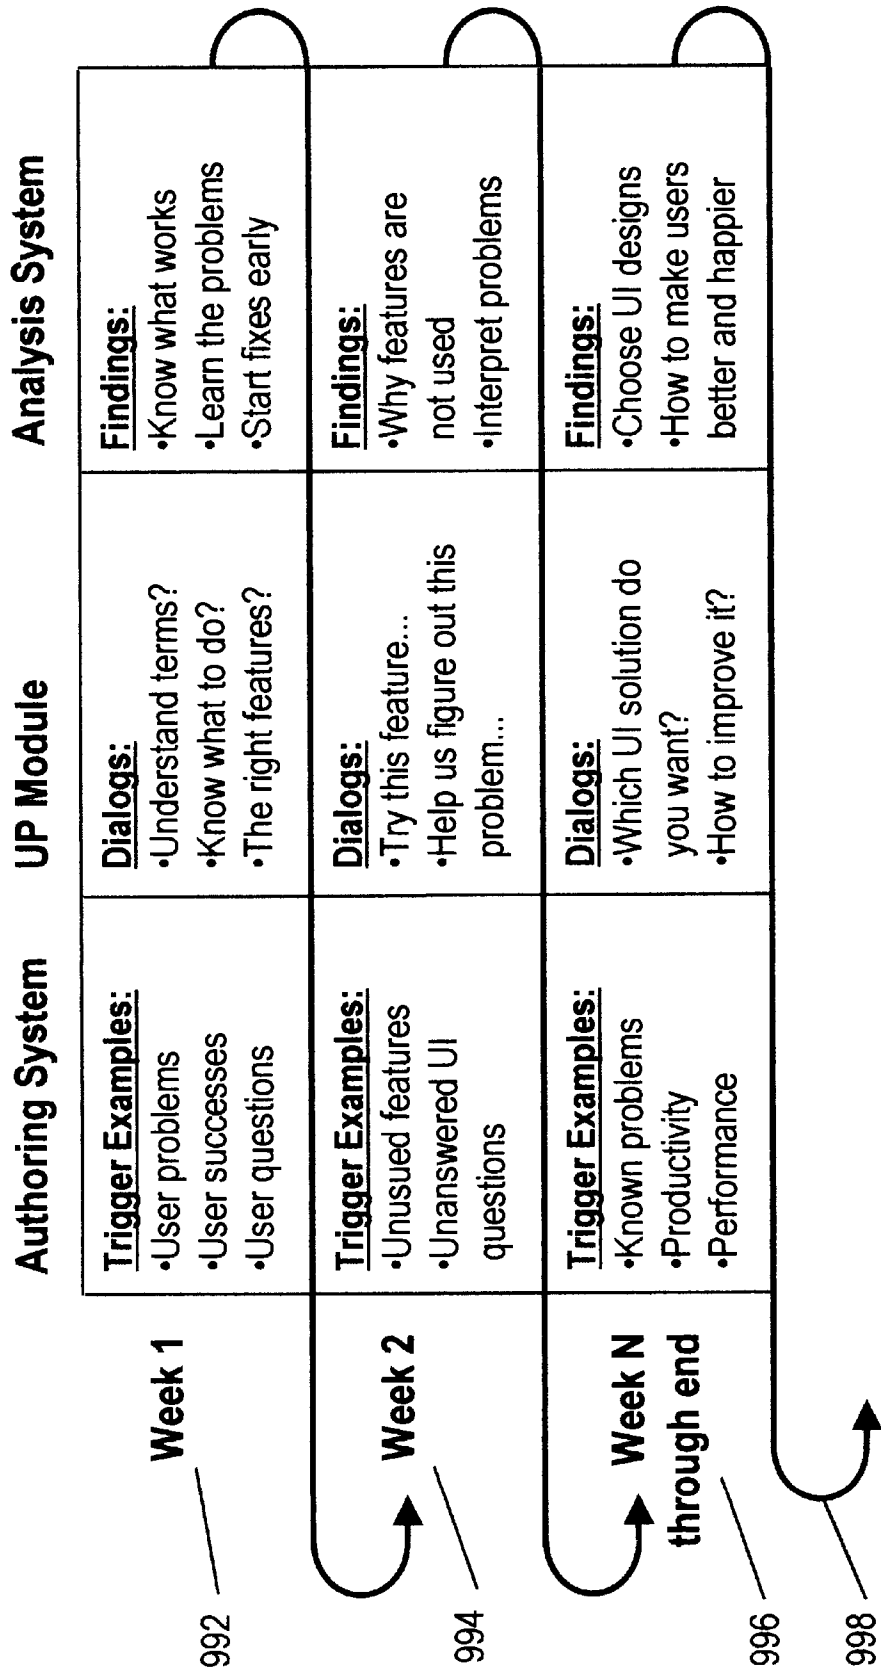 Authoring System
UP Module
Analysis System
Week 1
Trigger Examples:
•User problems
•User successes
•User questions
Dialogs:
•Understand terms?
•Know what to do?
•The right features?
Findings:
•Know what works
•Learn the problems
•Start fixes early
992
Week 2
Trigger Examples:
•Unusued features
•Unanswered UI
questions
Dialogs:
•Try this feature...
•Help us figure out this
problem...
Findings:
•Why features are
not used
•Interpret problems
994
Week N
through end
Trigger Examples:
•Known problems
•Productivity
•Performance
Dialogs:
•Which UI solution do
you want?
•How to improve it?
Findings:
•Choose UI designs
•How to make users
better and happier
996
998